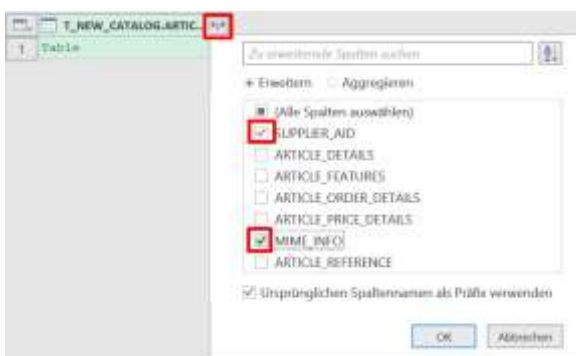 T_NEW_CATALOG.ARTIC...
1 Table
Zu erweiternde Spalten suchen
Erweitern Aggregieren
(Alle Spalten auswählen)
SUPPLIER_AID
ARTICLE_DETAILS
ARTICLE_FEATURES
ARTICLE_ORDER_DETAILS
ARTICLE_PRICE_DETAILS
MIME_INFO
ARTICLE_REFERENCE
Ursprünglichen Spaltennamen als Präfix verwenden
OK Abbrechen